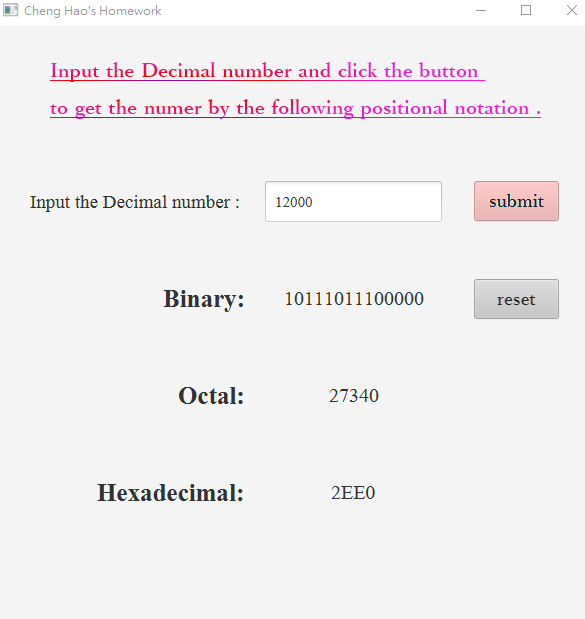 Cheng Hao's Homework
Input the Decimal number and click the button
to get the numer by the following positional notation .
Input the Decimal number :
12000
submit
Binary:
10111011100000
reset
Octal:
27340
Hexadecimal:
2EE0